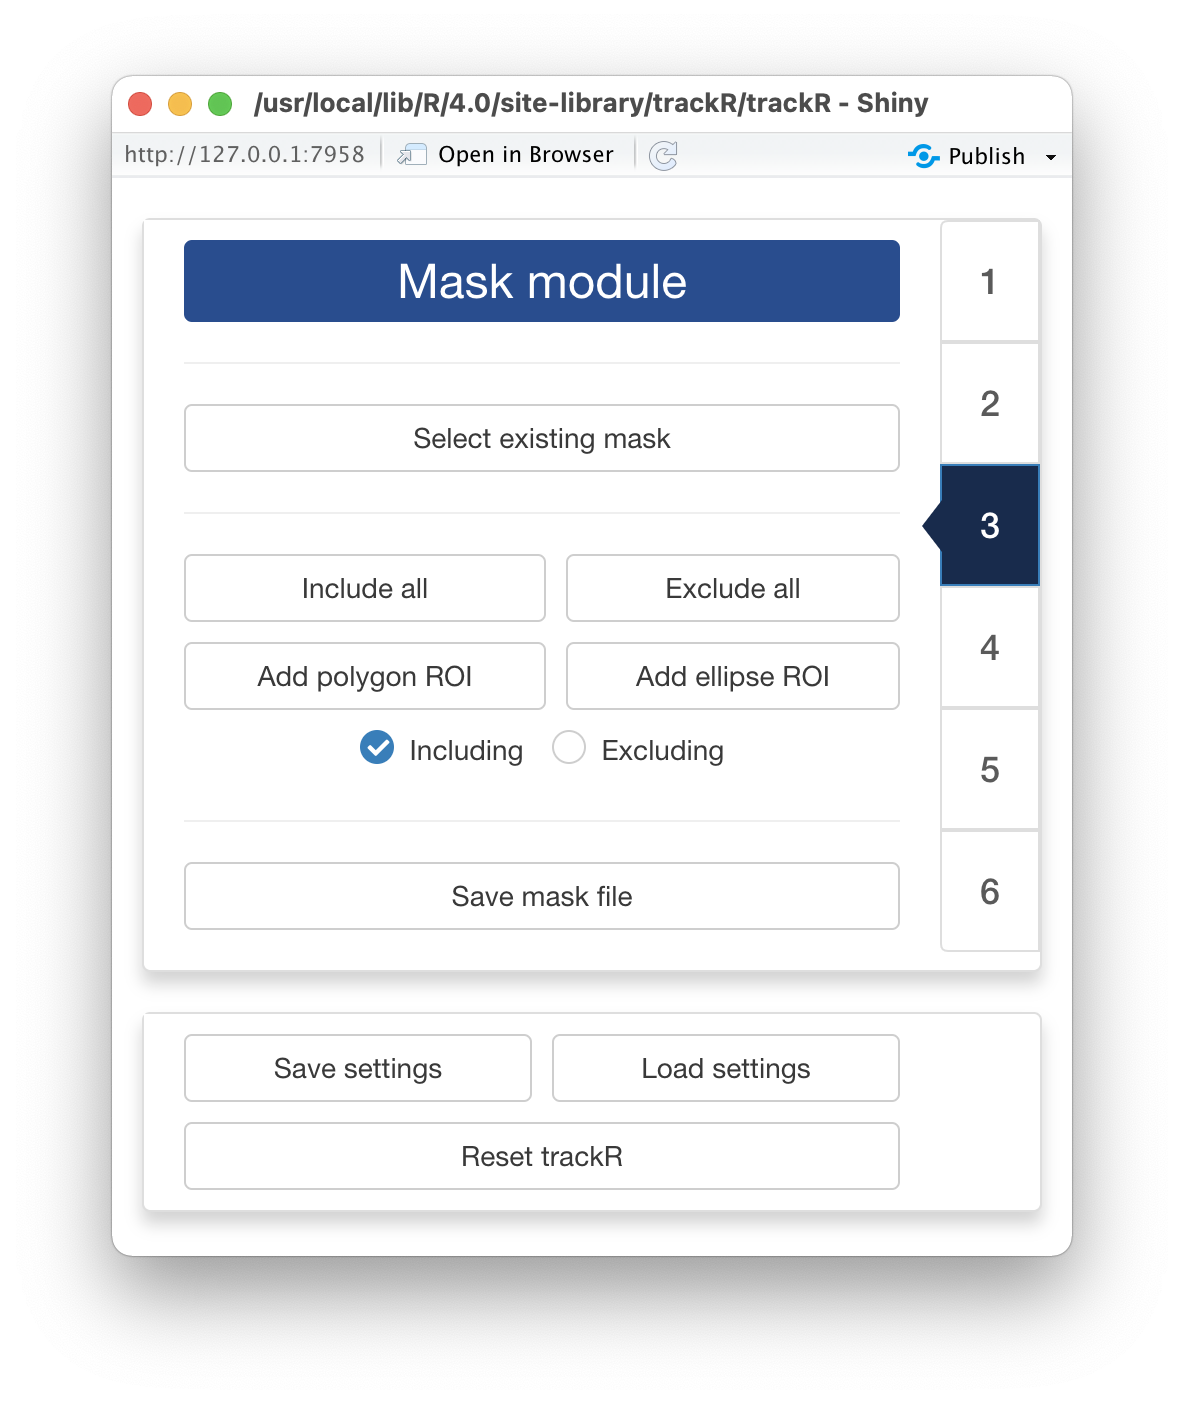 /usr/local/lib/R/4.0/site-library/trackR/trackR - Shiny
http://127.0.0.1:7958 Open in Browser Publish
Mask module
1
2
Select existing mask
3
Include all Exclude all
Add polygon ROI Add ellipse ROI
4
Including Excluding
5
Save mask file
6
Save settings Load settings
Reset trackR